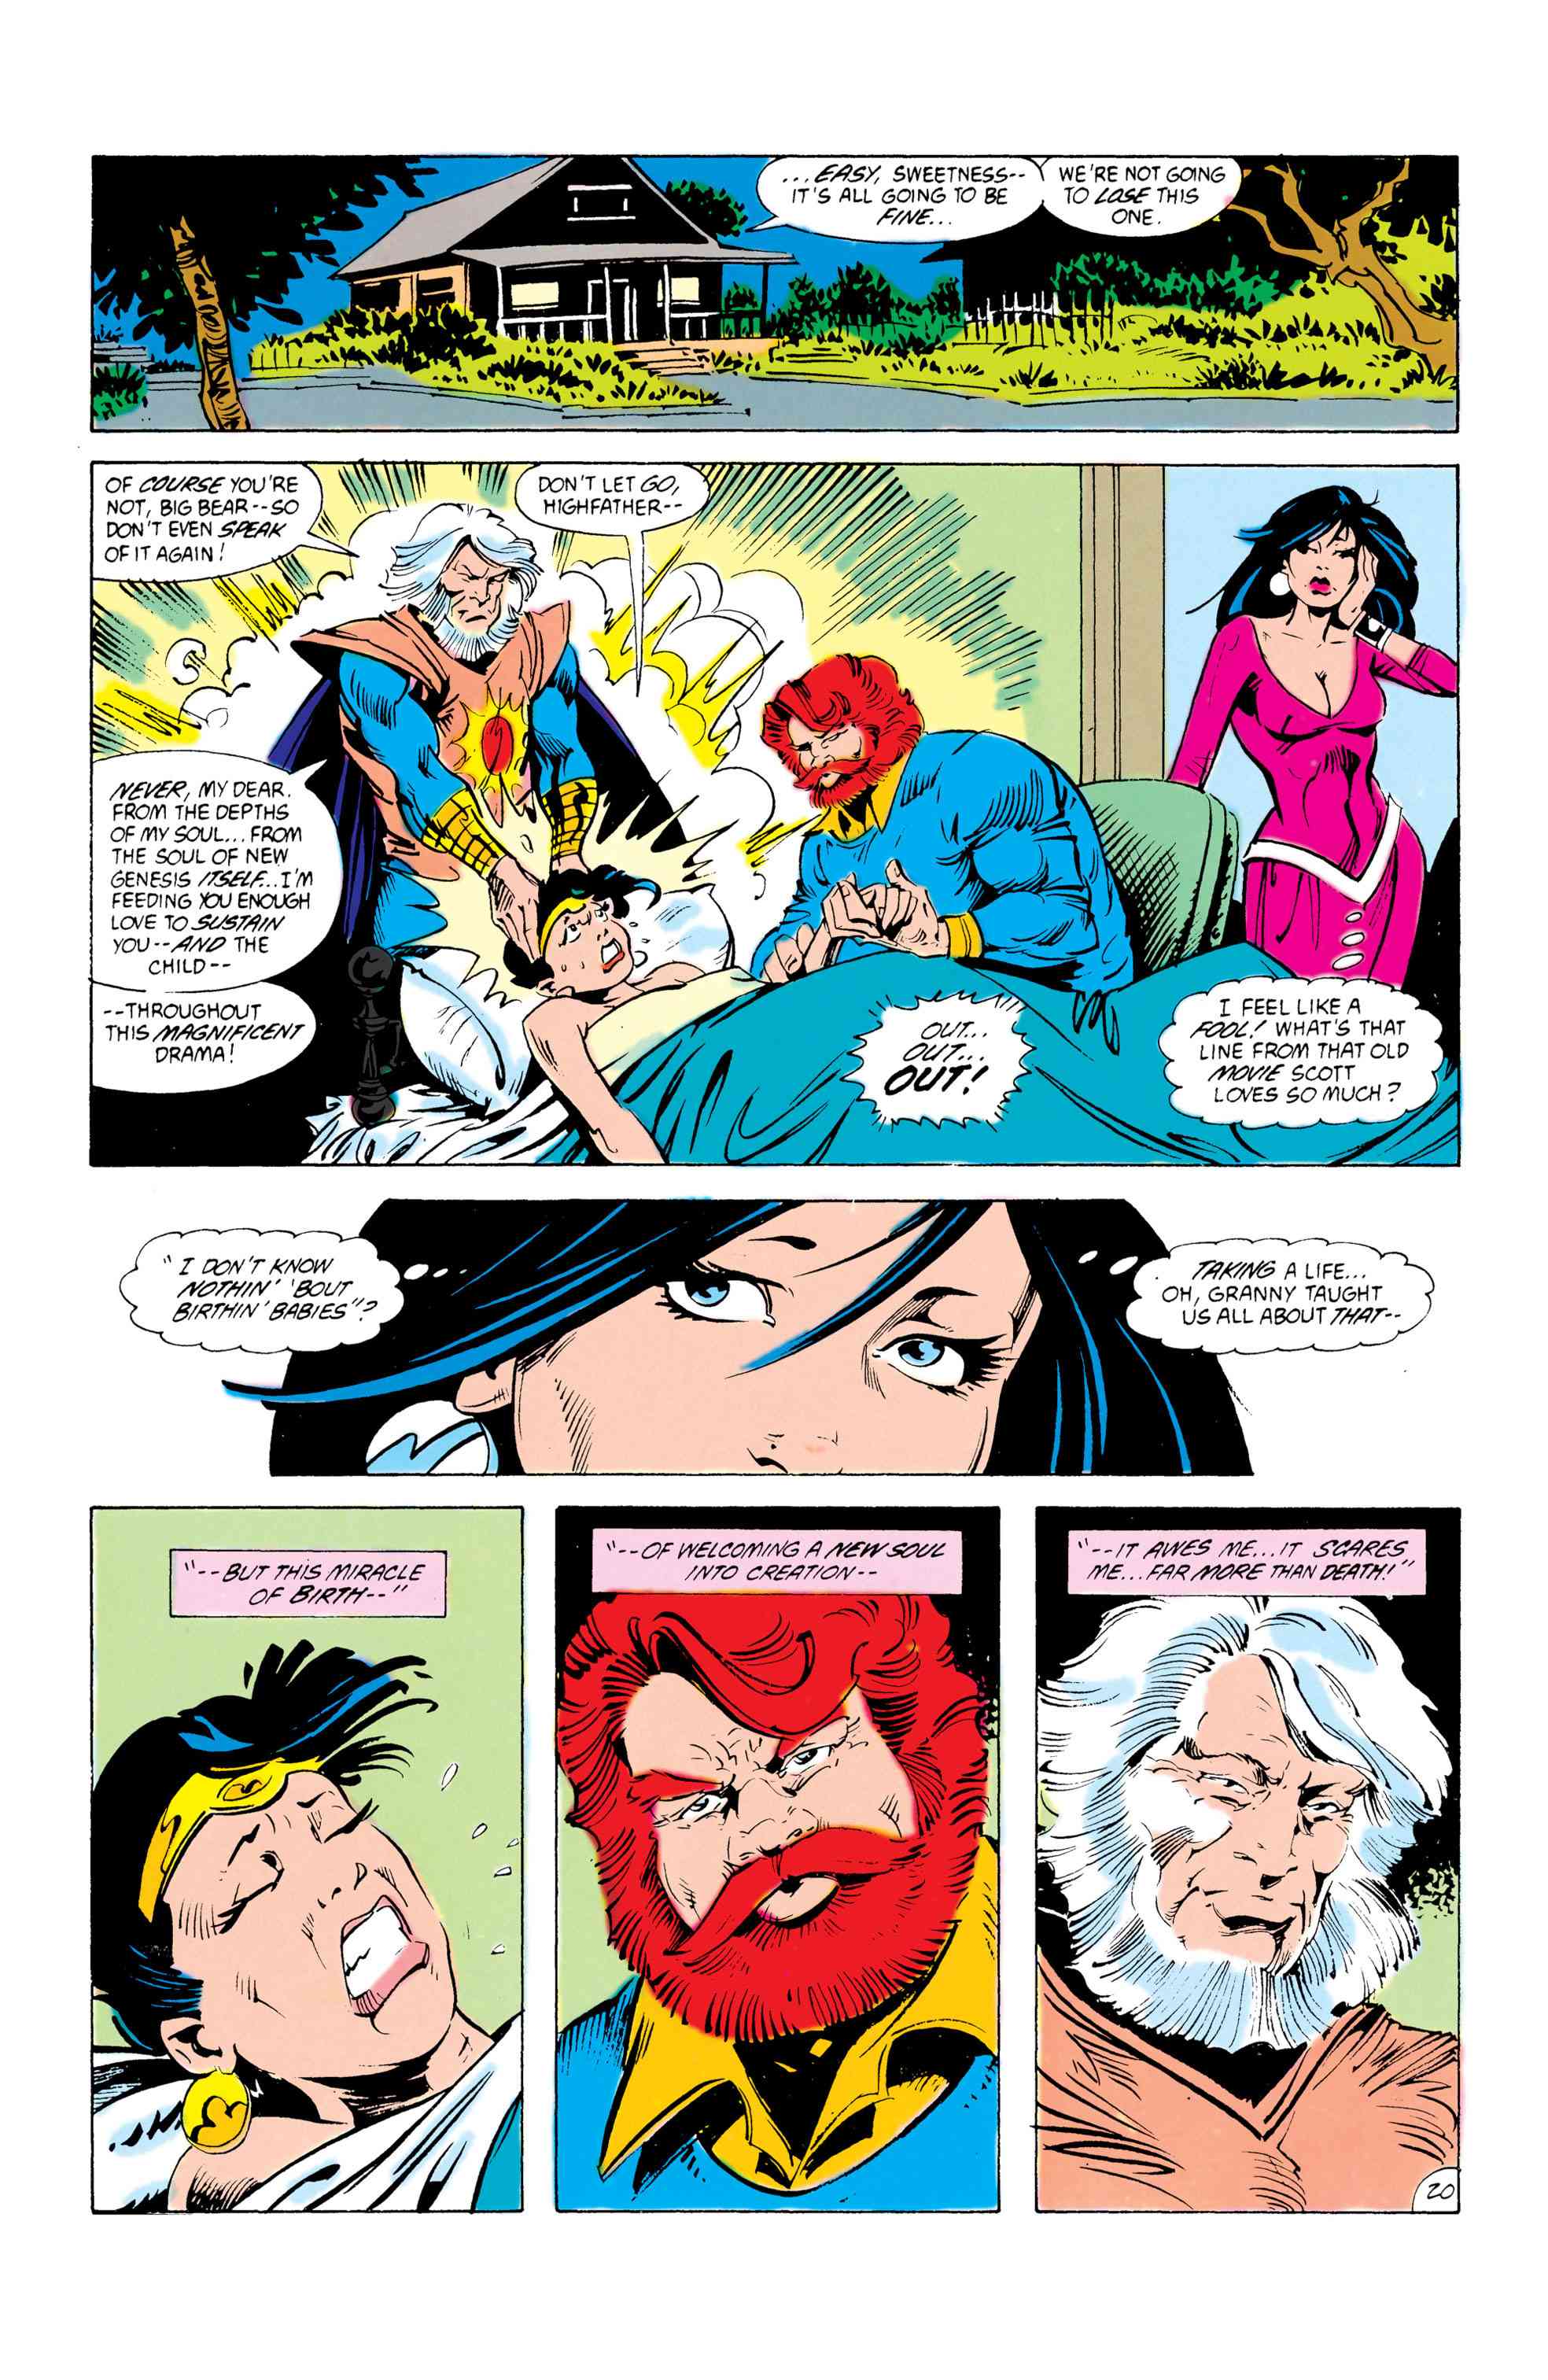 ...EASY, SWEETNESS--
IT'S ALL GOING TO BE
FINE...
WE'RE NOT GOING
TO LOSE THIS
ONE.
OF COURSE YOU'RE
NOT, BIG BEAR--SO
DON'T EVEN SPEAK
OF IT AGAIN!
DON'T LET GO,
HIGHFATHER--
NEVER, MY DEAR.
FROM THE DEPTHS
OF MY SOUL...FROM
THE SOUL OF NEW
GENESIS ITSELF...I'M
FEEDING YOU ENOUGH
LOVE TO SUSTAIN
YOU--AND THE
CHILD--
--THROUGHOUT
THIS MAGNIFICENT
DRAMA!
OUT...
OUT...
OUT!
I FEEL LIKE A
FOOL! WHAT'S THAT
LINE FROM THAT OLD
MOVIE SCOTT
LOVES SO MUCH?
"I DON'T KNOW
NOTHIN' 'BOUT
BIRTHIN' BABIES"?
TAKING A LIFE...
OH, GRANNY TAUGHT
US ALL ABOUT THAT--
"--BUT THIS MIRACLE
OF BIRTH--"
"--OF WELCOMING A NEW SOUL
INTO CREATION--
"--IT AWES ME...IT SCARES
ME...FAR MORE THAN DEATH!"
20